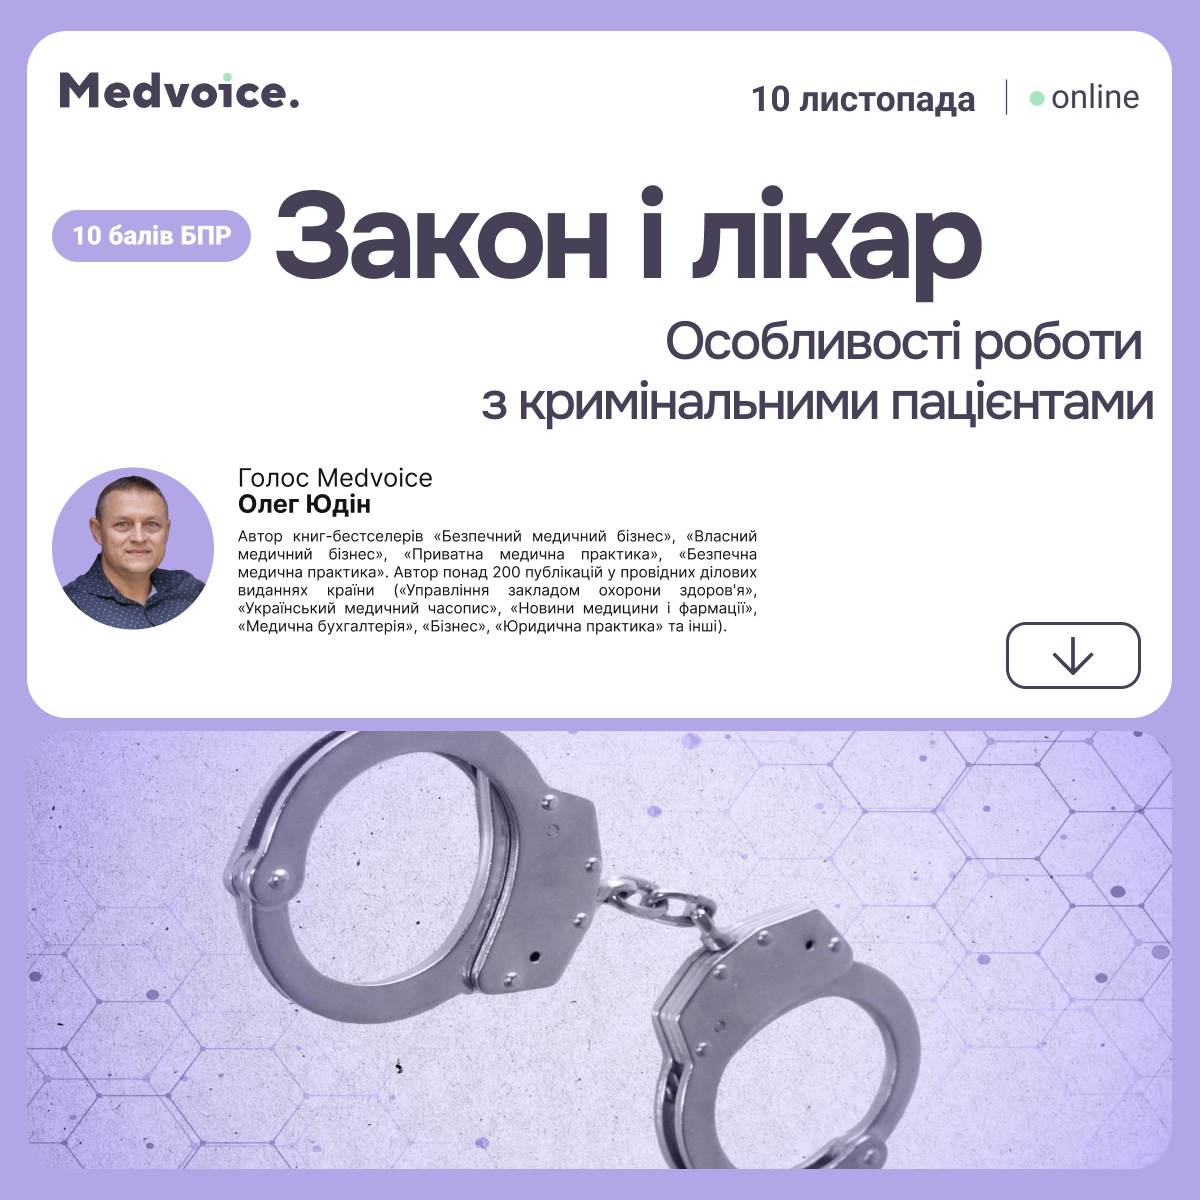 Medvoice.
10 листопада
online
10 балів БПР
Закон і лікар
Особливості роботи
з кримінальними пацієнтами
Голос Medvoice
Олег Юдін
Автор книг-бестселерів «Безпечний медичний бізнес», «Власний
медичний бізнес», «Приватна медична практика», «Безпечна
медична практика». Автор понад 200 публікацій у провідних ділових
виданнях країни («Управління закладом охорони здоров'я»,
«Український медичний часопис», «Новини медицини і фармації»,
«Медична бухгалтерія», «Бізнес», «Юридична практика» та інші).